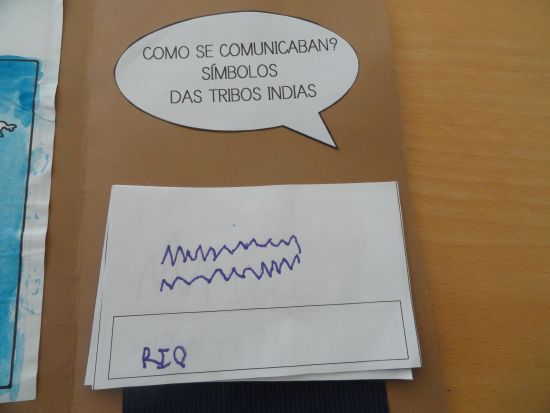 COMO SE COMUNICABAN?
SÍMBOLOS
DAS TRIBOS INDIAS
RIO